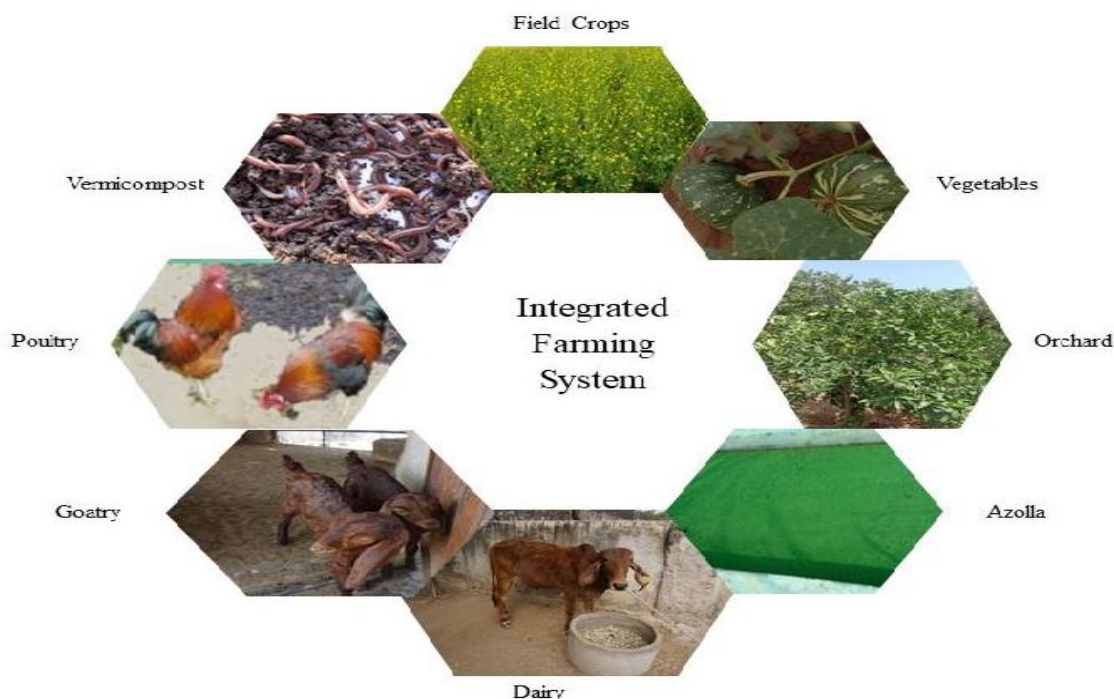 Field Crops
Vermicompost
Vegetables
Poultry
Integrated
Farming
System
Orchard
Goatry
Azolla
Dairy